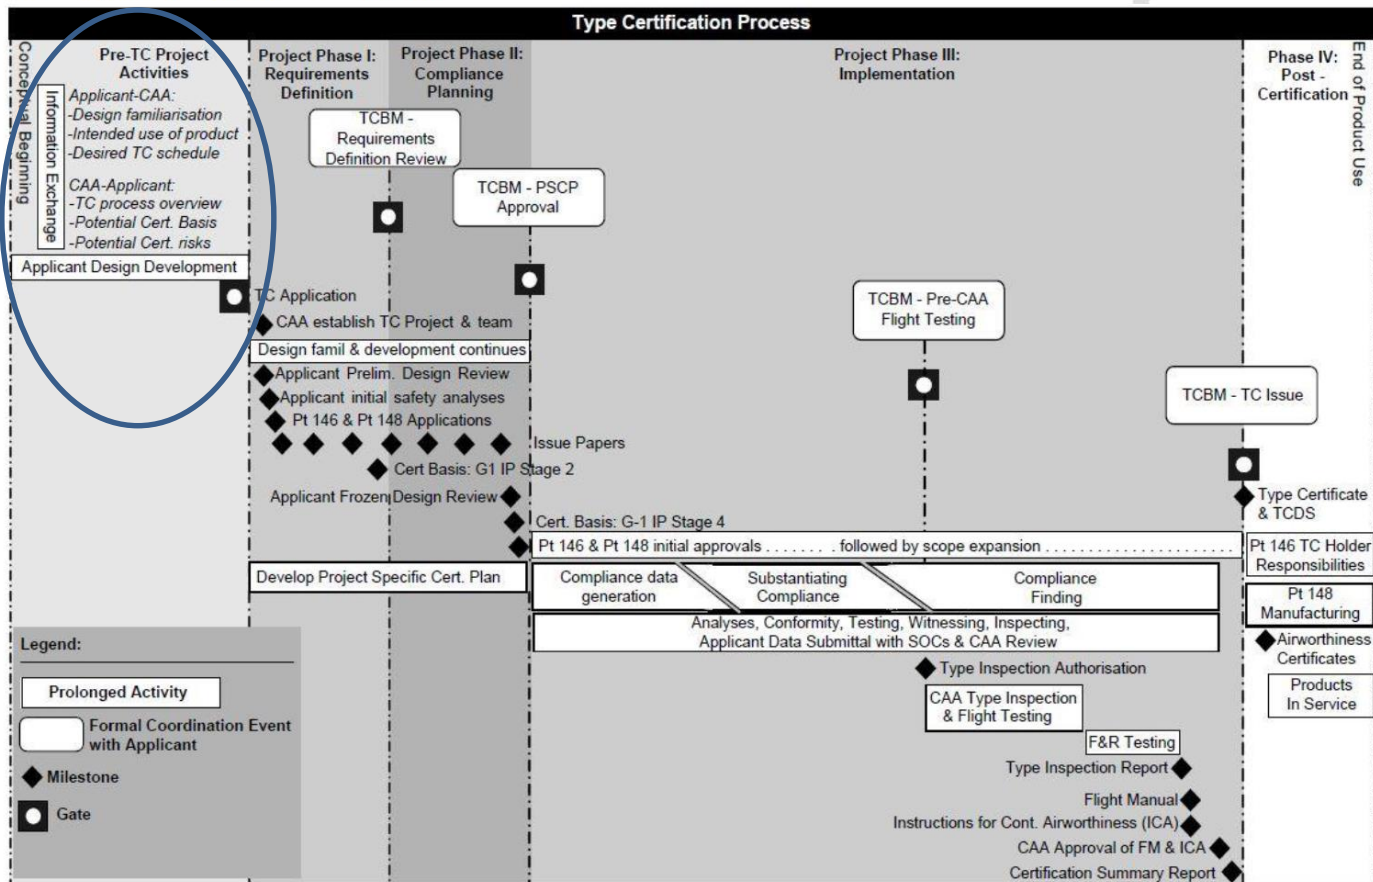 Type Certification Process
Conceptual Beginning
Pre-TC Project
Activities
Information Exchange
Applicant-CAA:
-Design familiarisation
-Intended use of product
-Desired TC schedule
CAA-Applicant:
-TC process overview
-Potential Cert. Basis
-Potential Cert. risks
Applicant Design Development
Project Phase I:
Requirements
Definition
Project Phase II:
Compliance
Planning
Project Phase III:
Implementation
Phase IV:
Post -
Certification
End of Product Use
TCBM -
Requirements
Definition Review
TCBM - PSCP
Approval
TCBM - Pre-CAA
Flight Testing
TCBM - TC Issue
TC Application
CAA establish TC Project & team
Design famil & development continues
Applicant Prelim. Design Review
Applicant initial safety analyses
Pt 146 & Pt 148 Applications
Issue Papers
Cert Basis: G1 IP Stage 2
Applicant Frozen Design Review
Cert. Basis: G-1 IP Stage 4
Pt 146 & Pt 148 initial approvals . . . . . . . . followed by scope expansion . . . . . . . . . . . . . . . . . . . . . .
Develop Project Specific Cert. Plan
Compliance data
generation
Substantiating
Compliance
Compliance
Finding
Analyses, Conformity, Testing, Witnessing, Inspecting,
Applicant Data Submittal with SOCs & CAA Review
Type Inspection Authorisation
CAA Type Inspection
& Flight Testing
F&R Testing
Type Inspection Report
Flight Manual
Instructions for Cont. Airworthiness (ICA)
CAA Approval of FM & ICA
Certification Summary Report
Type Certificate
& TCDS
Pt 146 TC Holder
Responsibilities
Pt 148
Manufacturing
Airworthiness
Certificates
Products
In Service
Legend:
Prolonged Activity
Formal Coordination Event
with Applicant
Milestone
Gate